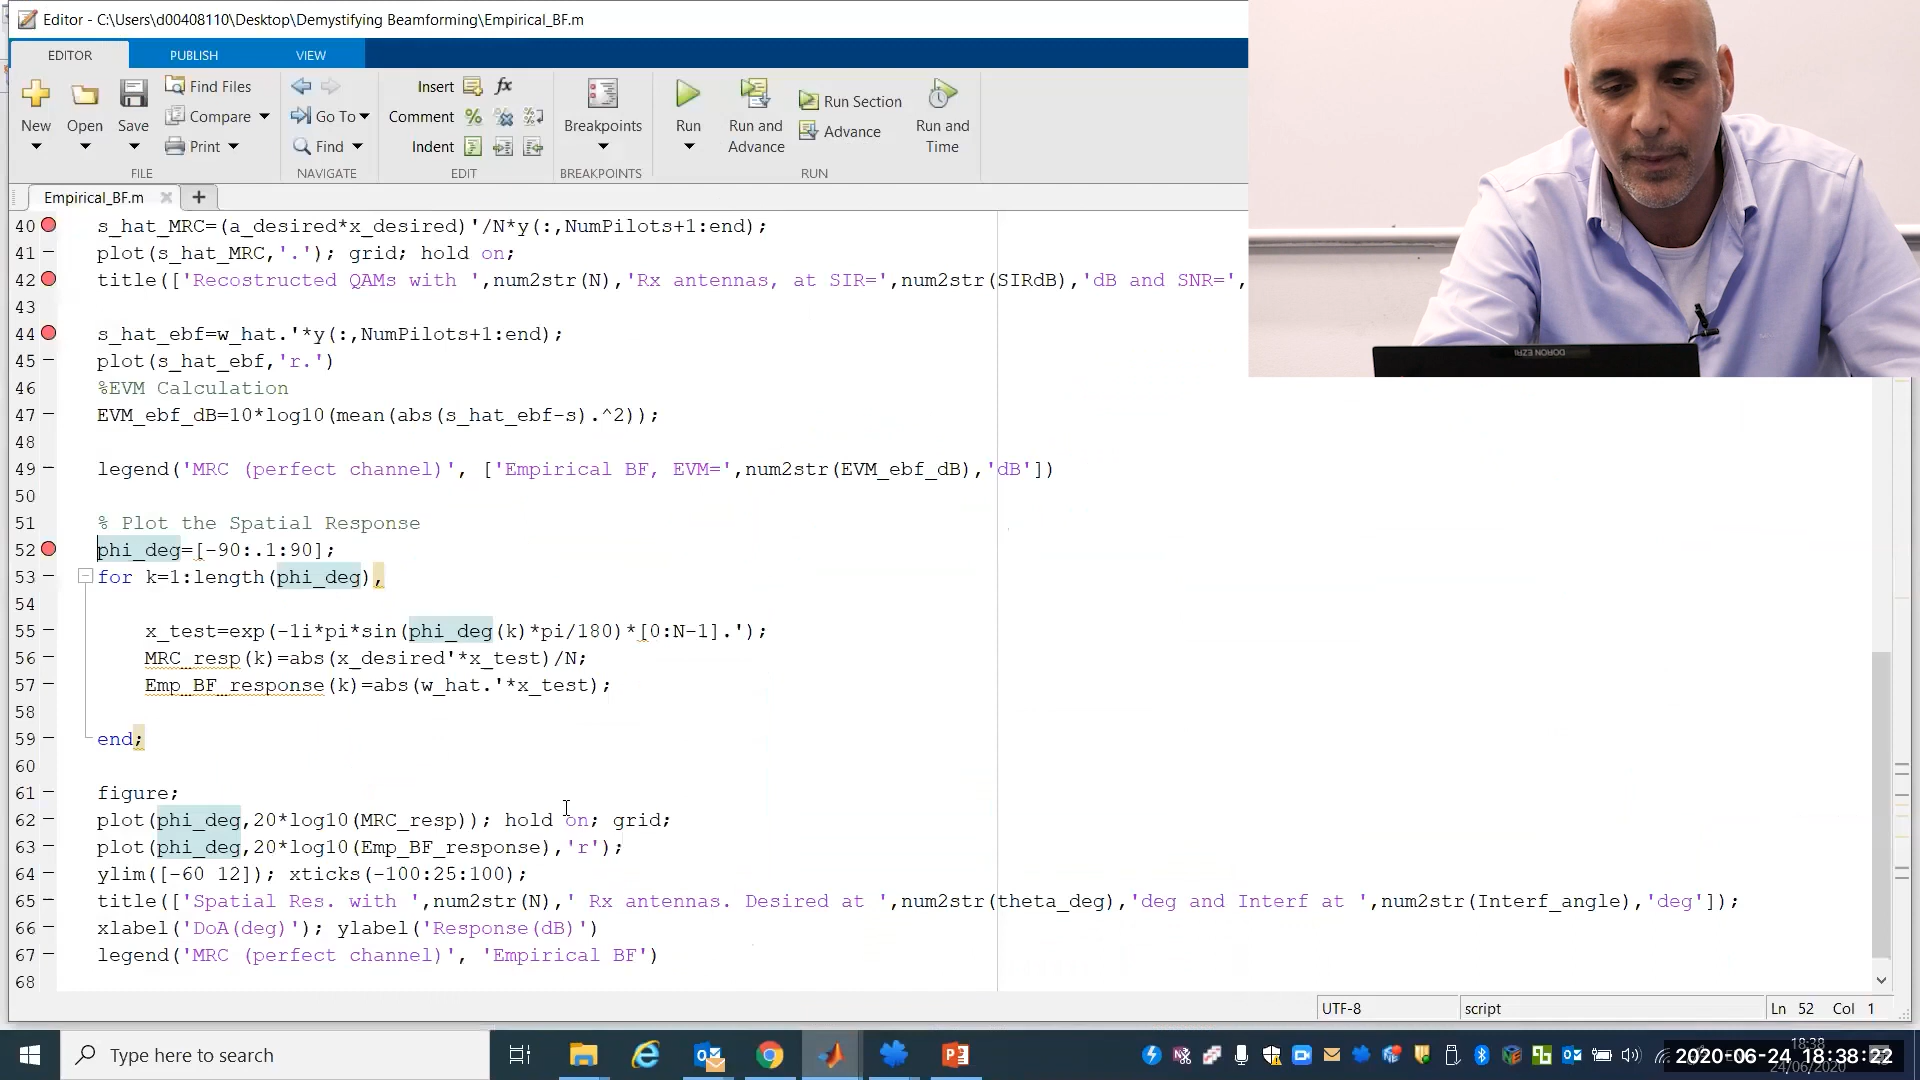 Editor - C:\Users\d00408110\Desktop\Demystifying Beamforming\Empirical_BF.m
EDITOR PUBLISH VIEW
New Open Save Find Files Compare Print
Go To Find
Insert fx
Comment
Indent
Breakpoints
Run Run and Advance Run Section Advance Run and Time
FILE NAVIGATE EDIT BREAKPOINTS RUN
Empirical_BF.m
40 s_hat_MRC=(a_desired*x_desired)'/N*y(:,NumPilots+1:end);
41 plot(s_hat_MRC,'.'); grid; hold on;
42 title(['Recostructed QAMs with ',num2str(N),'Rx antennas, at SIR=',num2str(SIRdB),'dB and SNR=',
43
44 s_hat_ebf=w_hat.'*y(:,NumPilots+1:end);
45 plot(s_hat_ebf,'r.')
46 %EVM Calculation
47 EVM_ebf_dB=10*log10(mean(abs(s_hat_ebf-s).^2));
48
49 legend('MRC (perfect channel)', ['Empirical BF, EVM=',num2str(EVM_ebf_dB),'dB'])
50
51 % Plot the Spatial Response
52 phi_deg=[-90:.1:90];
53 for k=1:length(phi_deg),
54
55 x_test=exp(-1i*pi*sin(phi_deg(k)*pi/180)*[0:N-1].');
56 MRC_resp(k)=abs(x_desired'*x_test)/N;
57 Emp_BF_response(k)=abs(w_hat.'*x_test);
58
59 end;
60
61 figure;
62 plot(phi_deg,20*log10(MRC_resp)); hold on; grid;
63 plot(phi_deg,20*log10(Emp_BF_response),'r');
64 ylim([-60 12]); xticks(-100:25:100);
65 title(['Spatial Res. with ',num2str(N),' Rx antennas. Desired at ',num2str(theta_deg),'deg and Interf at ',num2str(Interf_angle),'deg']);
66 xlabel('DoA(deg)'); ylabel('Response(dB)')
67 legend('MRC (perfect channel)', 'Empirical BF')
68
DORON EZRI
UTF-8 script Ln 52 Col 1
Type here to search
18:38
24/06/2020
2020-06-24 18:38:22